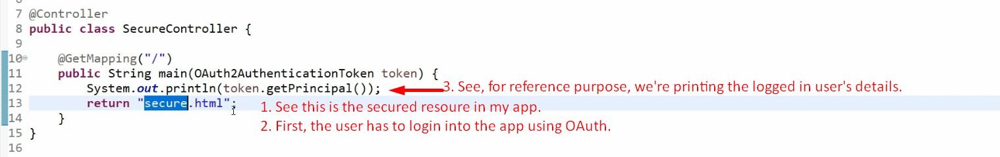 7 @Controller
8 public class SecureController {
9
10 @GetMapping("/")
11 public String main(OAuth2AuthenticationToken token) {
12 System.out.println(token.getPrincipal()); 3. See, for reference purpose, we're printing the logged in user's details.
13 return "secure.html"; 1. See this is the secured resoure in my app.
14 } 2. First, the user has to login into the app using OAuth.
15 }
16